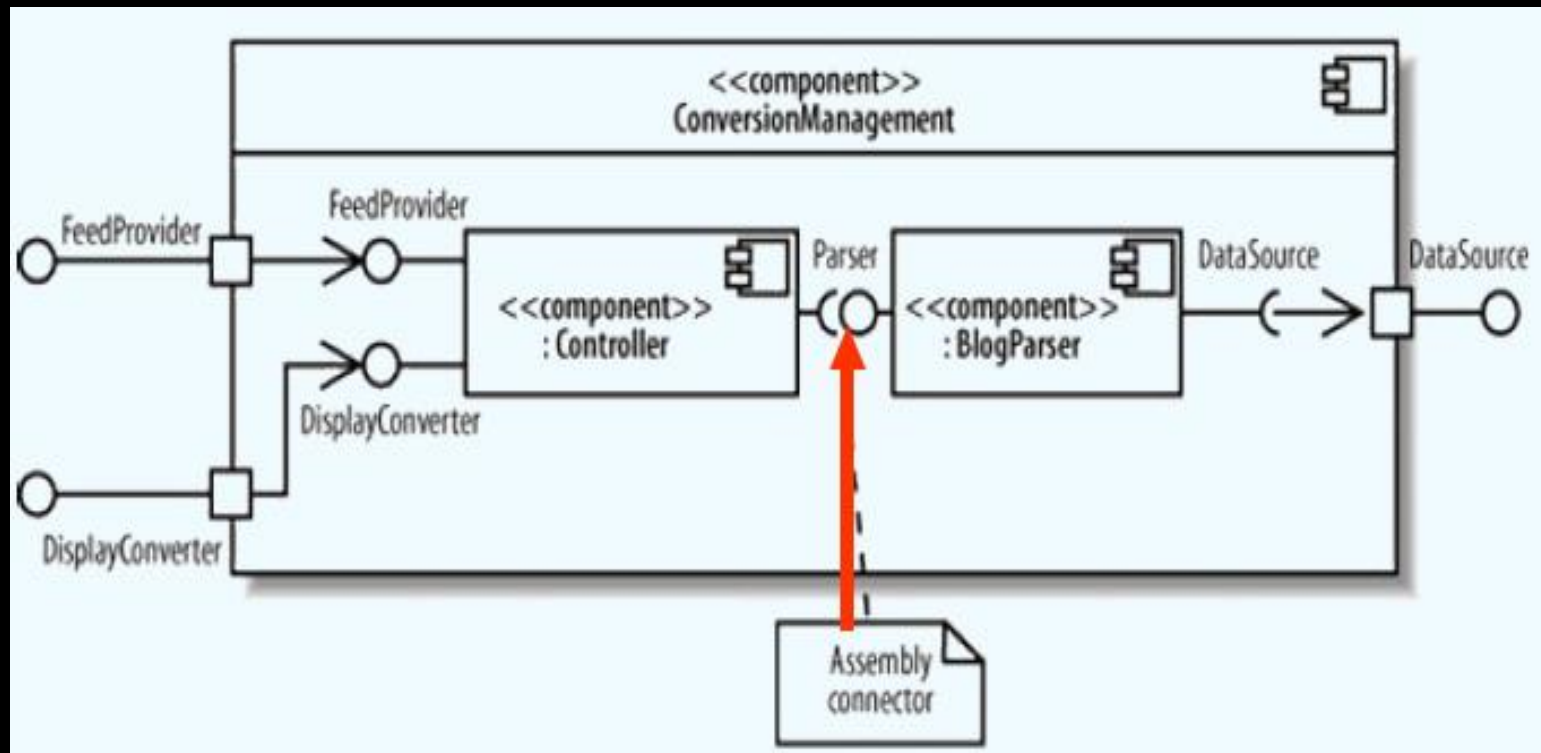 <<component>>
ConversionManagement
FeedProvider
FeedProvider
<<component>>
: Controller
DisplayConverter
Parser
<<component>>
: BlogParser
DataSource
DataSource
DisplayConverter
Assembly
connector